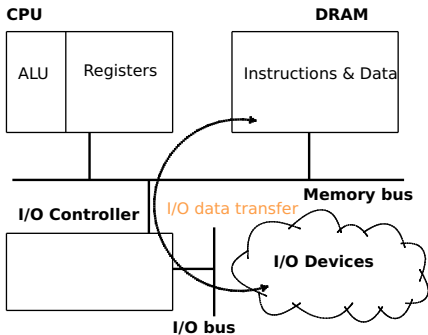 CPU
DRAM
ALU
Registers
Instructions & Data
Memory bus
I/O data transfer
I/O Controller
I/O Devices
I/O bus